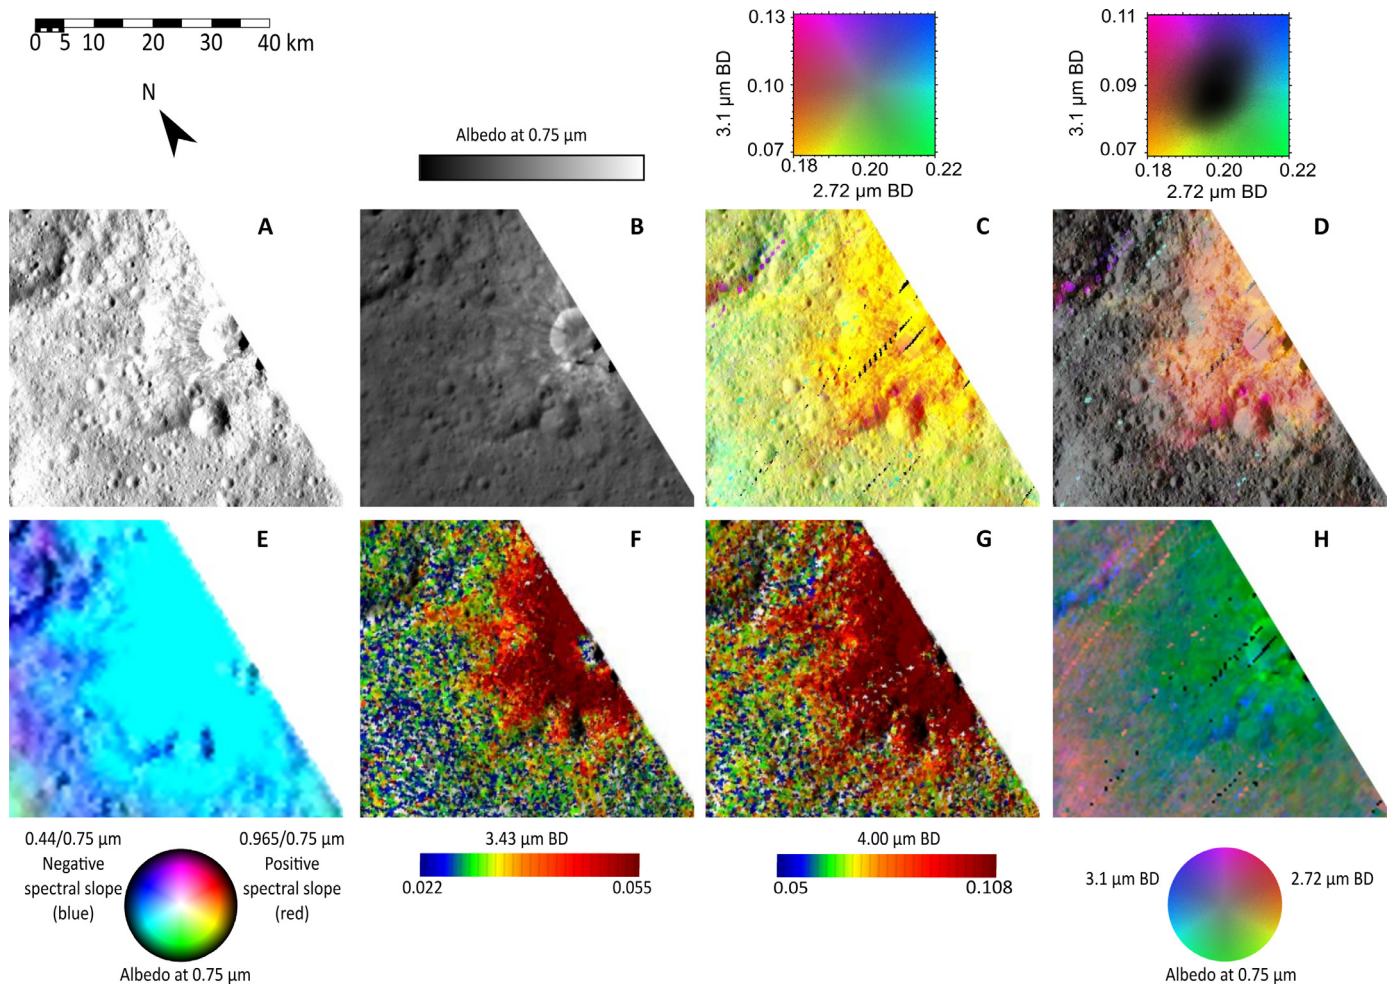 0 5 10 20 30 40 km
N
Albedo at 0.75 µm
0.13
0.10
0.07
3.1 µm BD
0.18 0.20 0.22
2.72 µm BD
0.11
0.09
0.07
3.1 µm BD
0.18 0.20 0.22
2.72 µm BD
A
B
C
D
E
F
G
H
0.44/0.75 µm
Negative
spectral slope
(blue)
0.965/0.75 µm
Positive
spectral slope
(red)
Albedo at 0.75 µm
3.43 µm BD
0.022 0.055
4.00 µm BD
0.05 0.108
3.1 µm BD
2.72 µm BD
Albedo at 0.75 µm